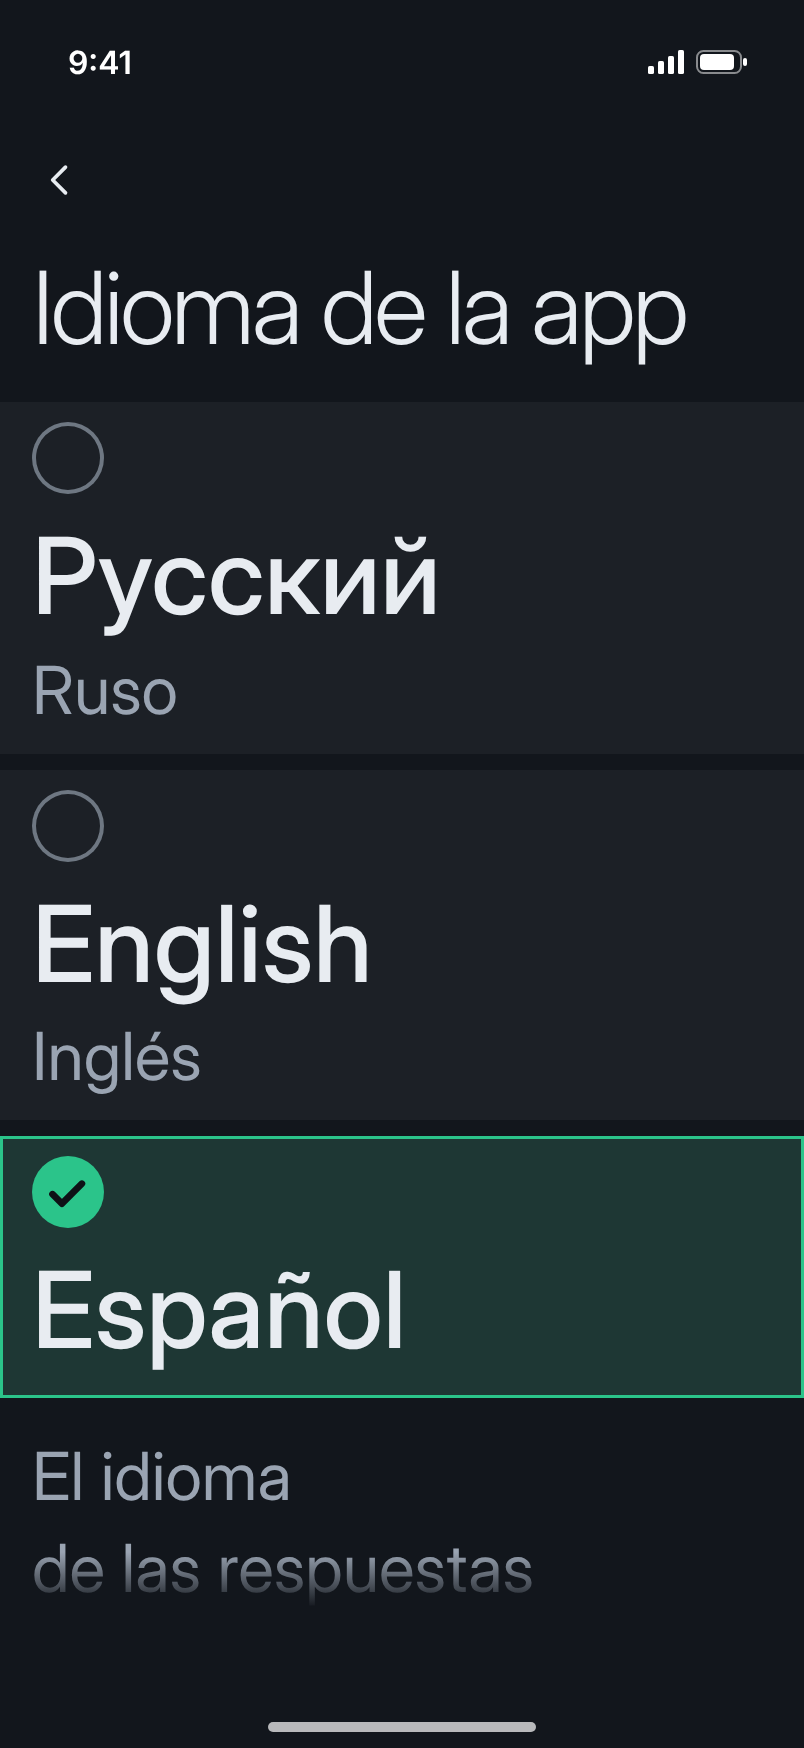 9:41
Idioma de la app
Русский
Ruso
English
Inglés
Español
El idioma
de las respuestas